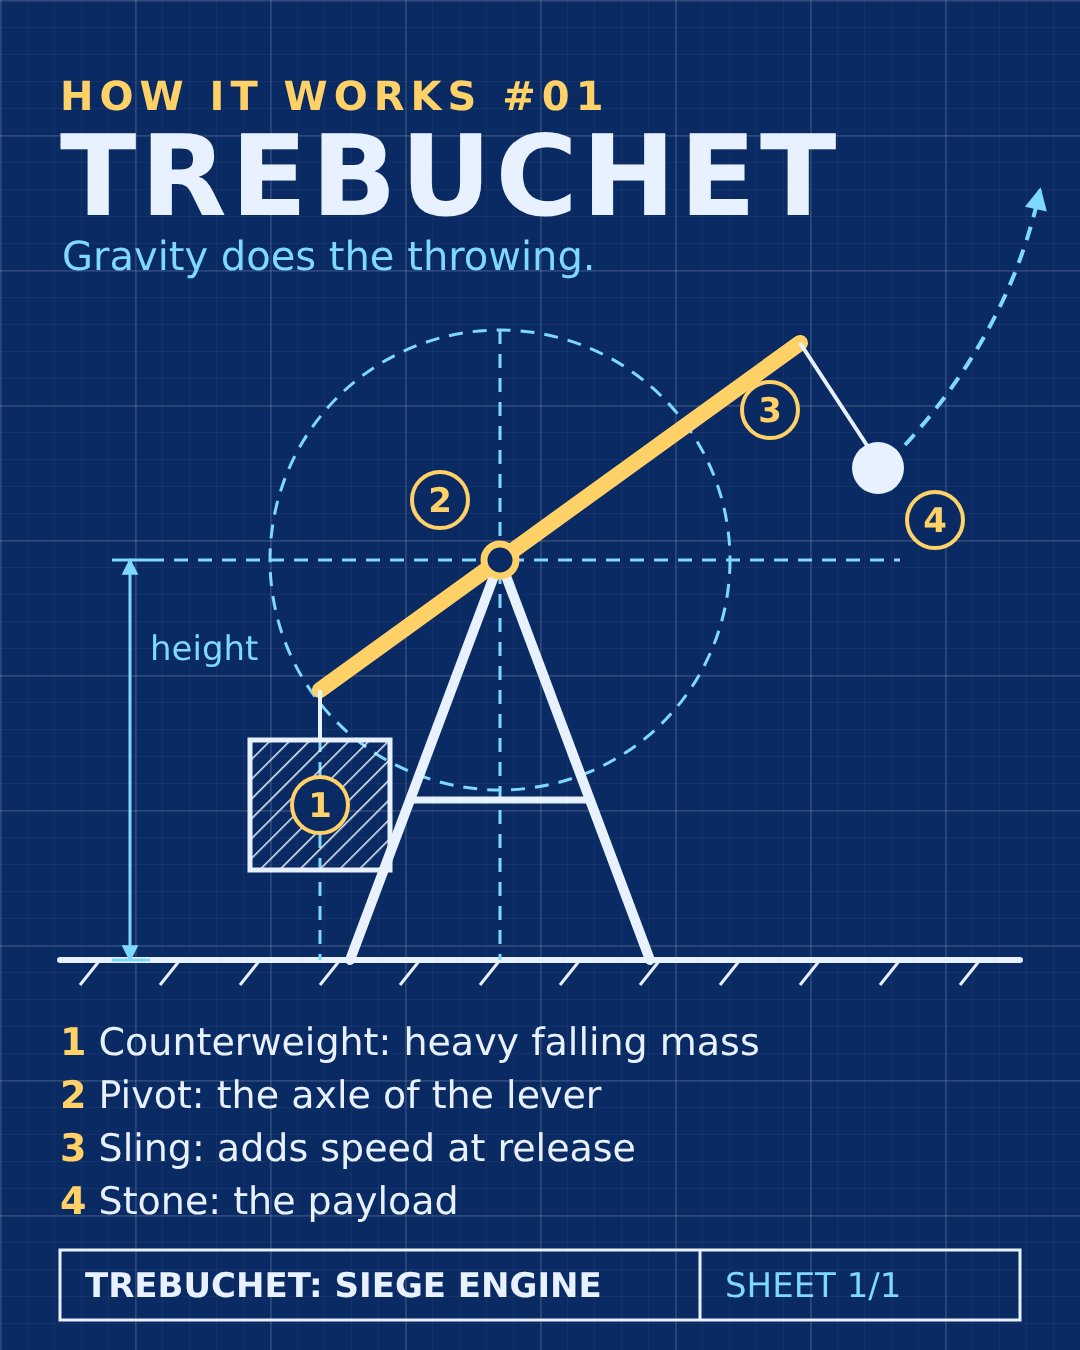 HOW IT WORKS #01
TREBUCHET
Gravity does the throwing.
3
2
4
height
1
1 Counterweight: heavy falling mass
2 Pivot: the axle of the lever
3 Sling: adds speed at release
4 Stone: the payload
TREBUCHET: SIEGE ENGINE
SHEET 1/1